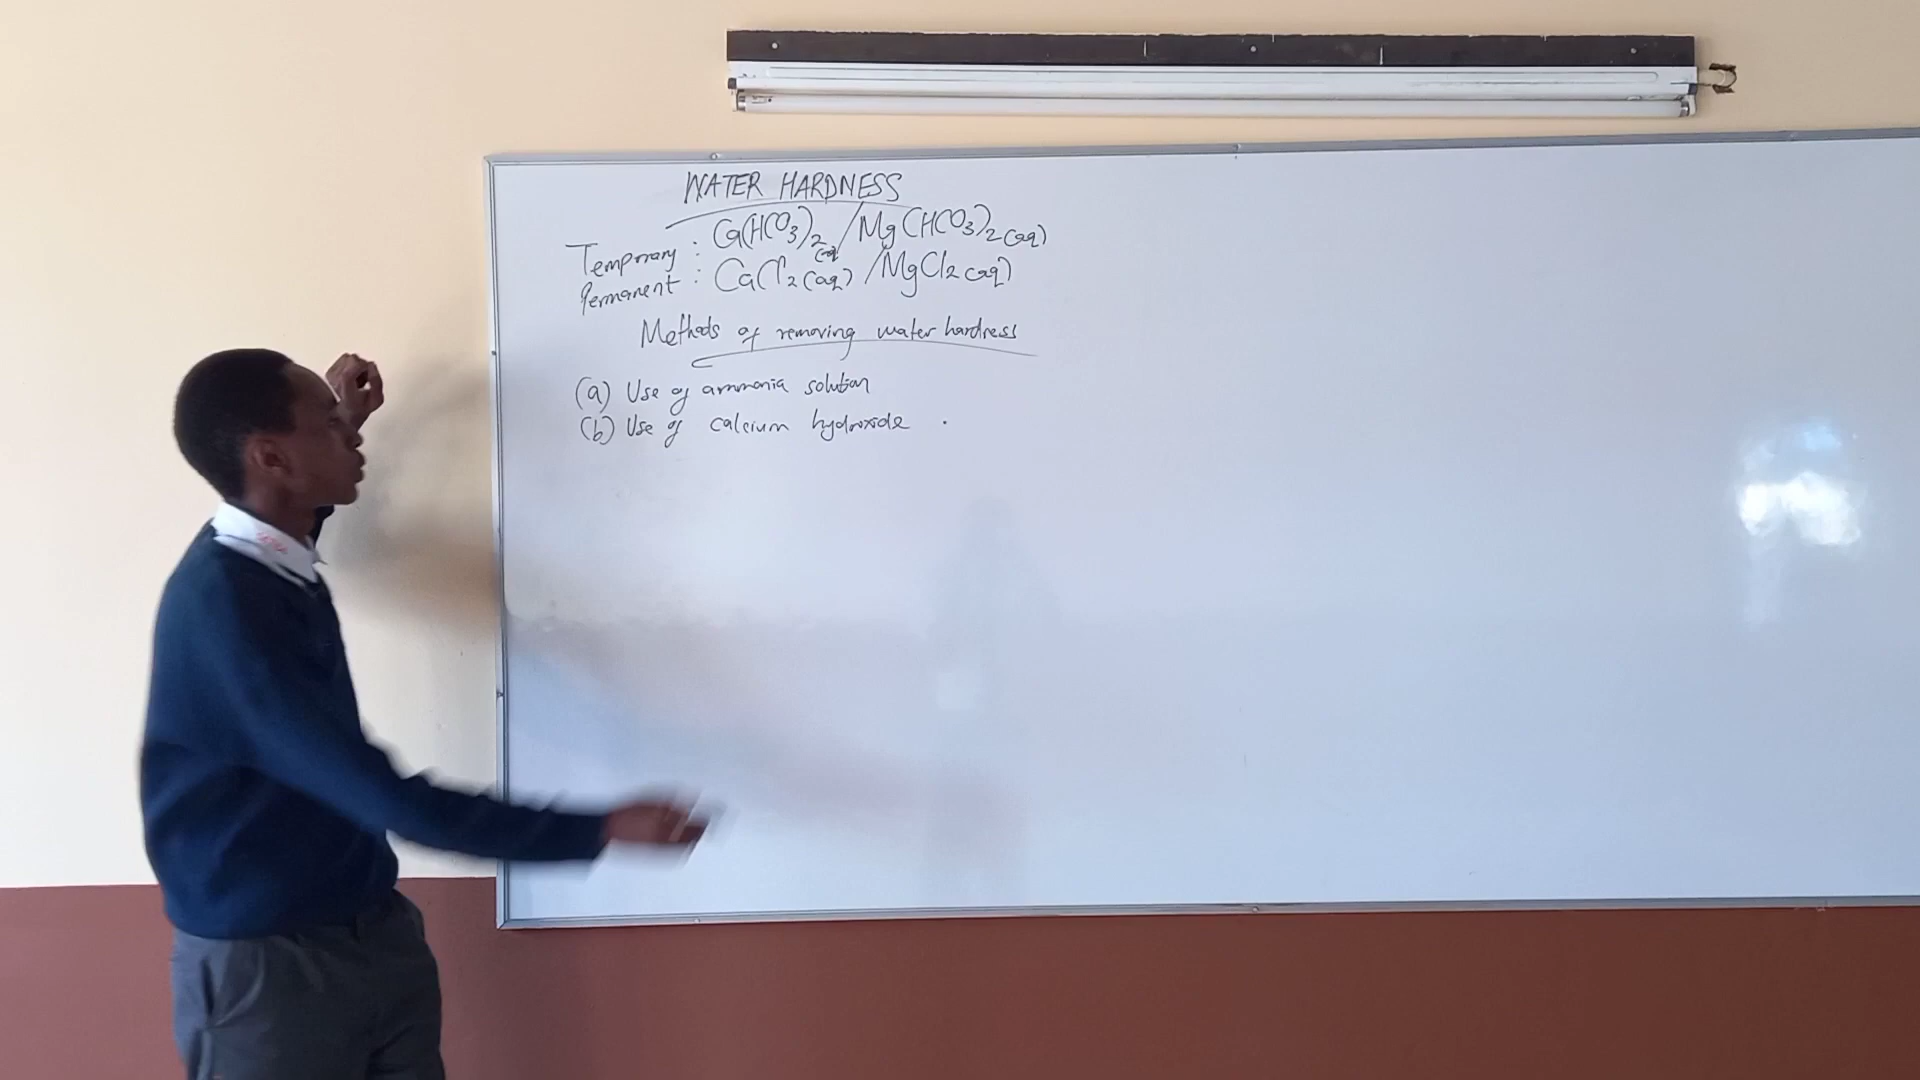 WATER HARDNESS
Temporary : Ca(HCO3)2(aq) / Mg(HCO3)2(aq)
Permanent : CaCl2(aq) / MgCl2(aq)
Methods of removing water hardness
(a) Use of ammonia solution
(b) Use of calcium hydroxide .